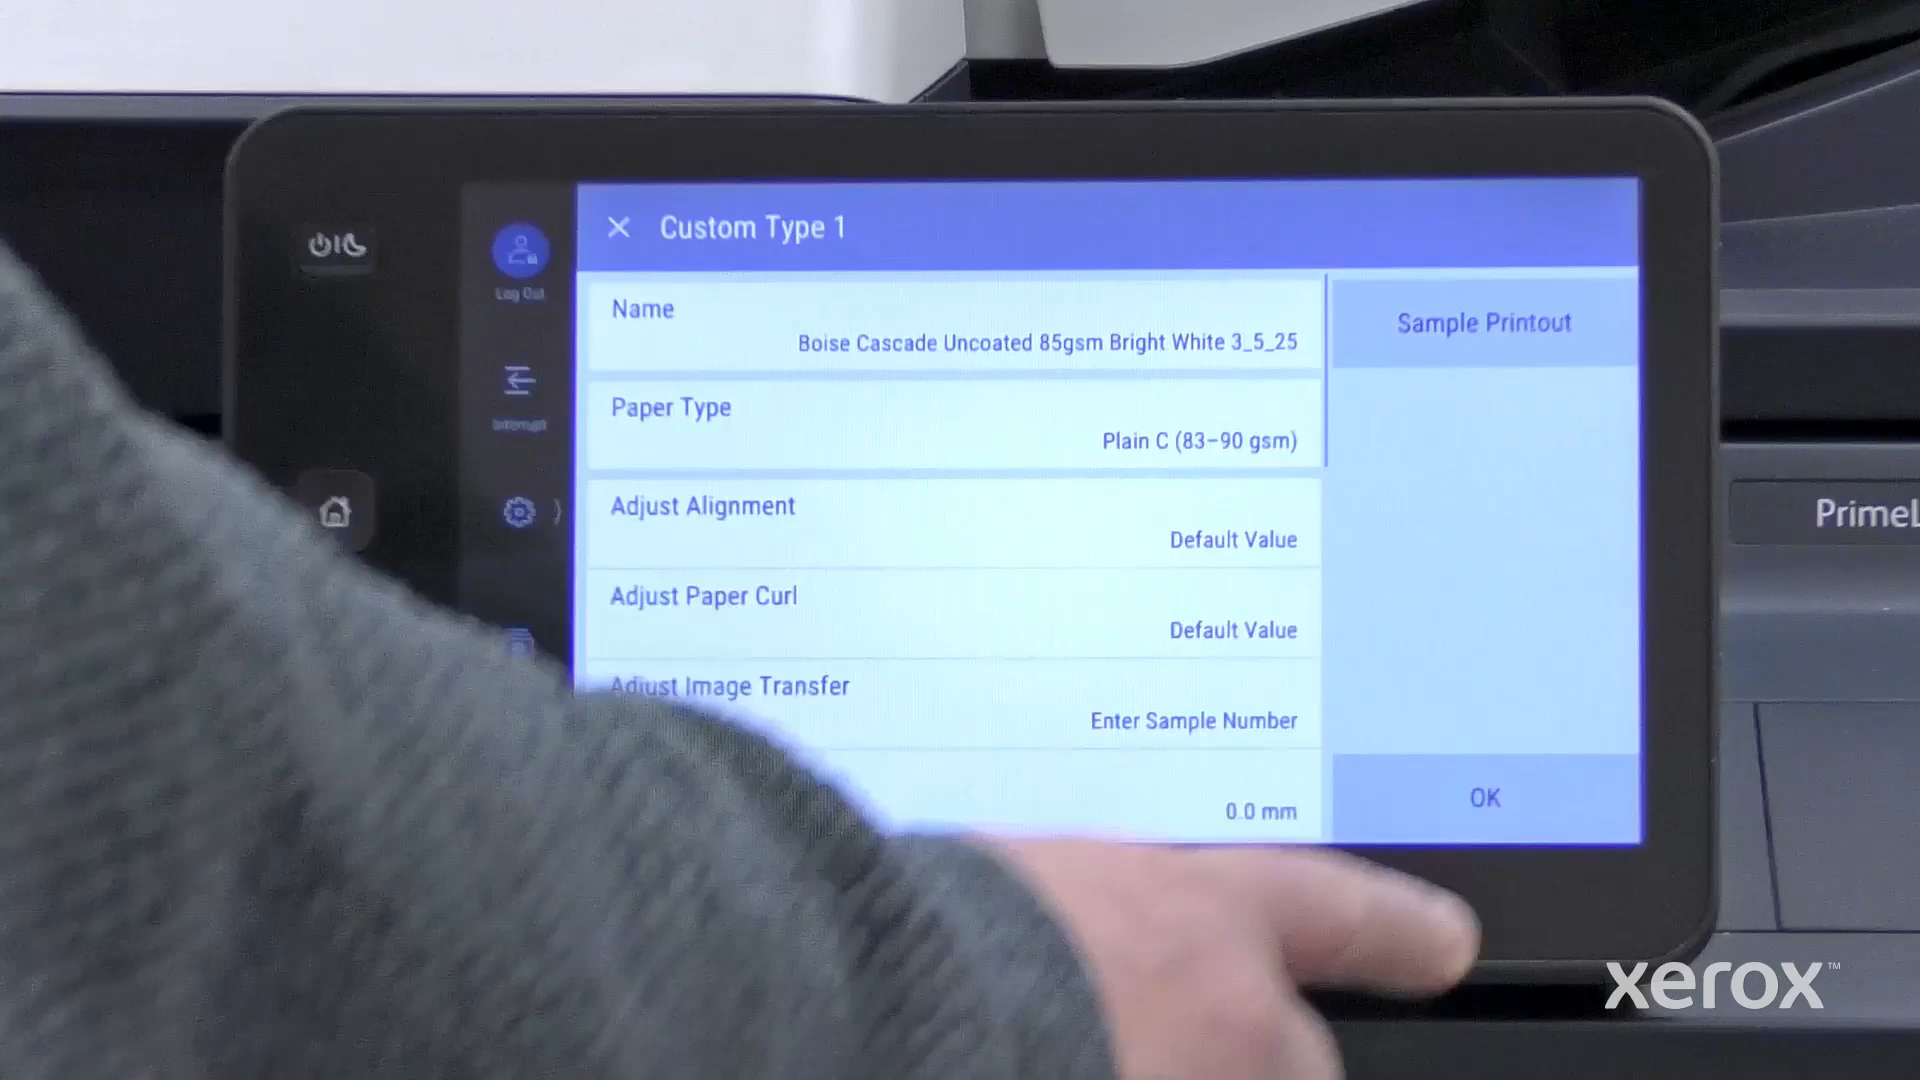 Custom Type 1
Log Out
Name
Boise Cascade Uncoated 85gsm Bright White 3_5_25
Sample Printout
Interrupt
Paper Type
Plain C (83–90 gsm)
Adjust Alignment
Default Value
PrimeL
Adjust Paper Curl
Default Value
Adjust Image Transfer
Enter Sample Number
0.0 mm
OK
xerox™